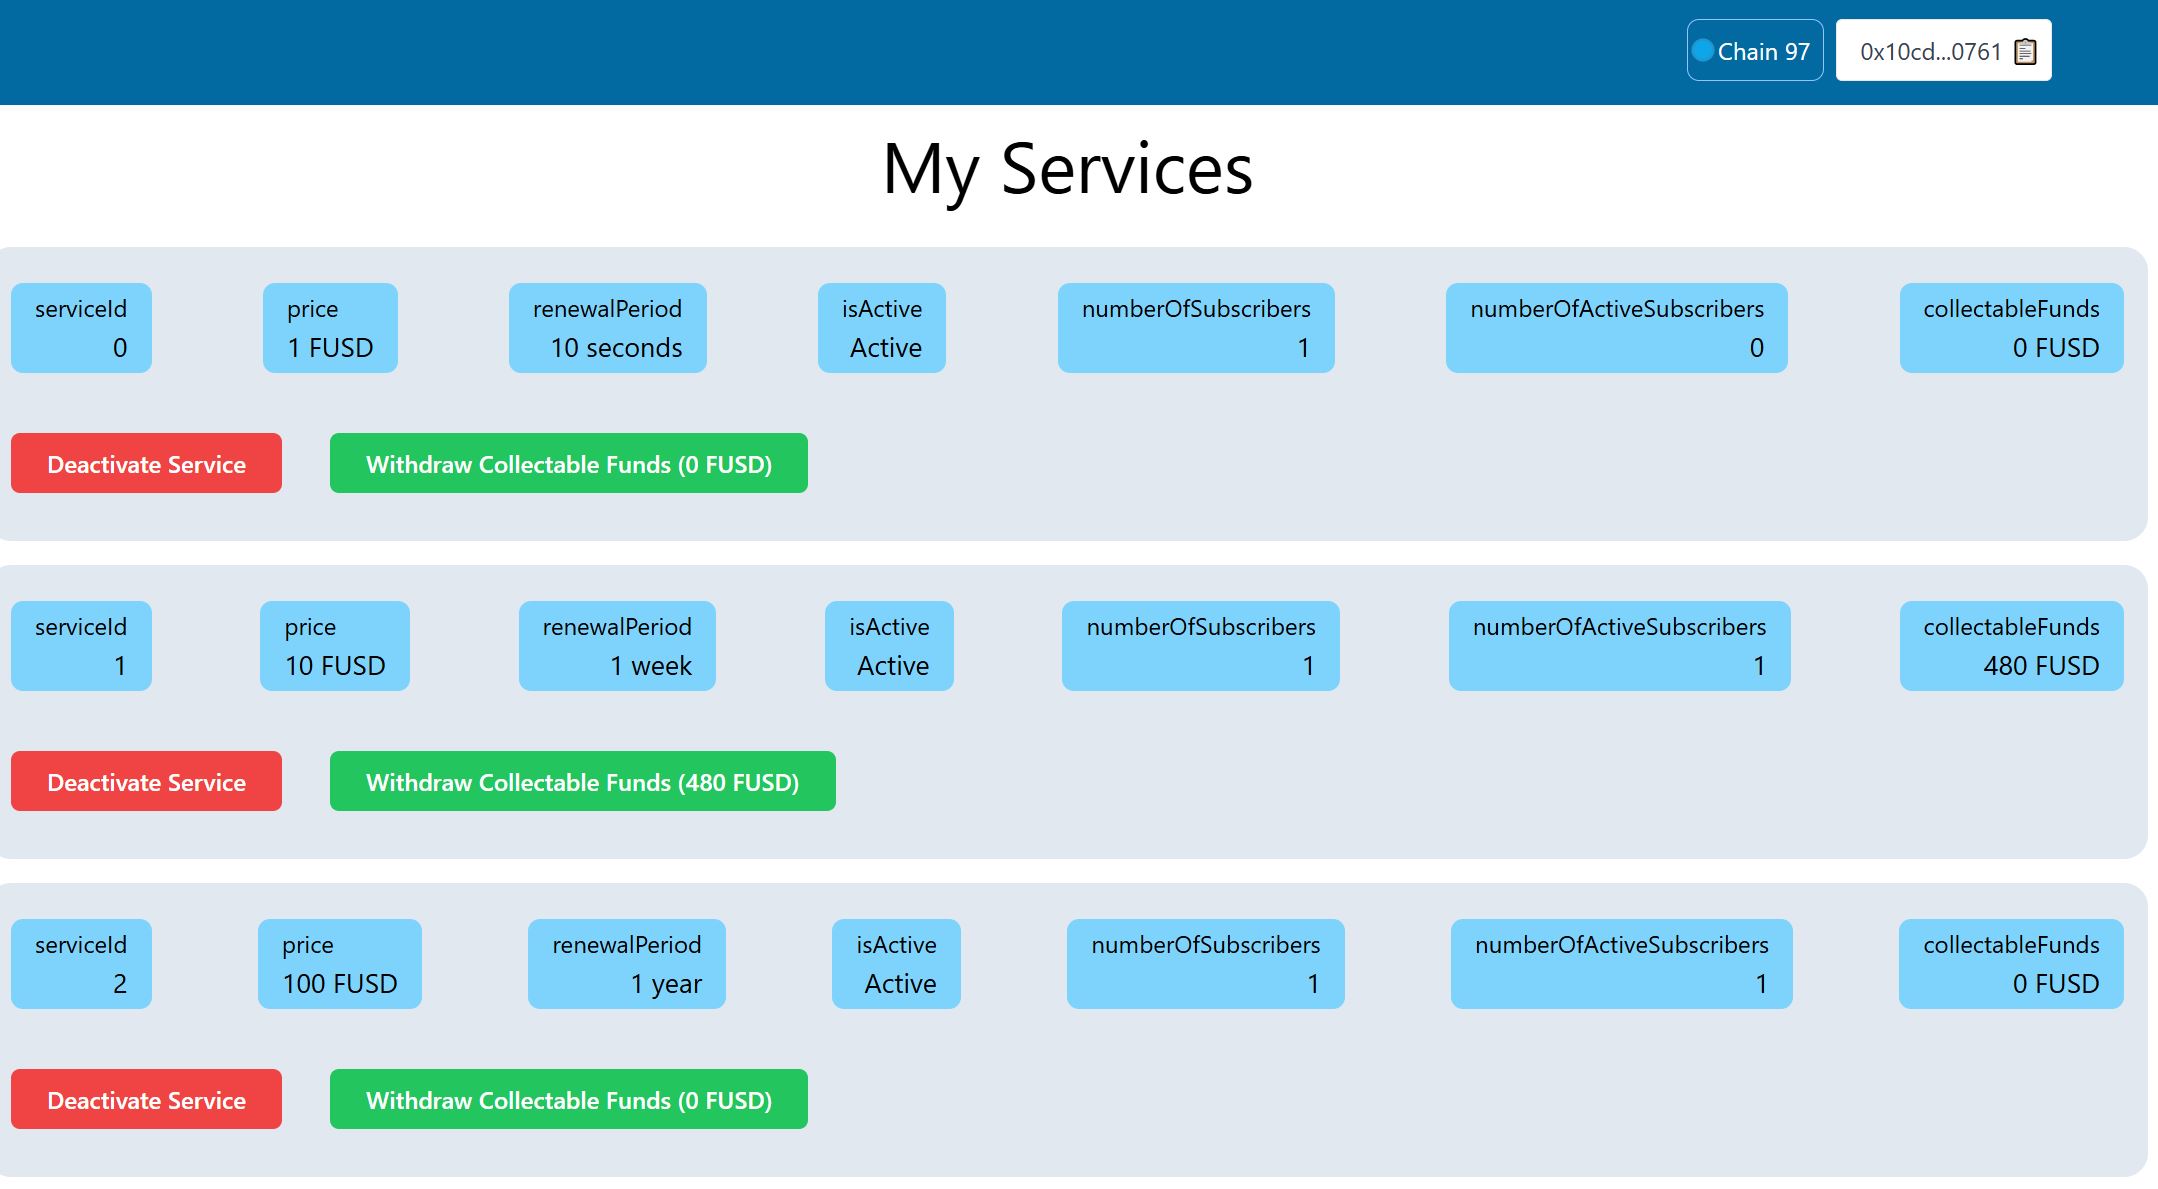 Chain 97
0x10cd...0761
My Services
serviceId
0
price
1 FUSD
renewalPeriod
10 seconds
isActive
Active
numberOfSubscribers
1
numberOfActiveSubscribers
0
collectableFunds
0 FUSD
Deactivate Service
Withdraw Collectable Funds (0 FUSD)
serviceId
1
price
10 FUSD
renewalPeriod
1 week
isActive
Active
numberOfSubscribers
1
numberOfActiveSubscribers
1
collectableFunds
480 FUSD
Deactivate Service
Withdraw Collectable Funds (480 FUSD)
serviceId
2
price
100 FUSD
renewalPeriod
1 year
isActive
Active
numberOfSubscribers
1
numberOfActiveSubscribers
1
collectableFunds
0 FUSD
Deactivate Service
Withdraw Collectable Funds (0 FUSD)